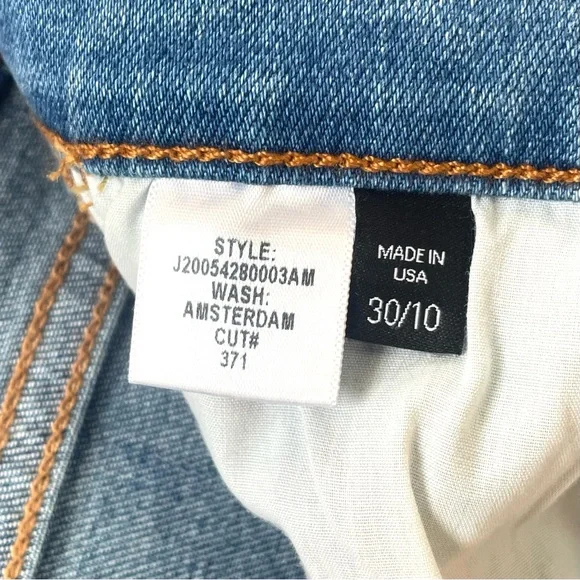 STYLE:
J20054280003AM
WASH:
AMSTERDAM
CUT#
371
MADE IN
USA
30/10